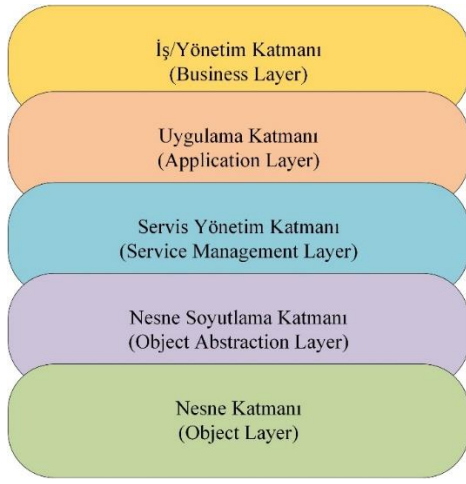 İş/Yönetim Katmanı
(Business Layer)
Uygulama Katmanı
(Application Layer)
Servis Yönetim Katmanı
(Service Management Layer)
Nesne Soyutlama Katmanı
(Object Abstraction Layer)
Nesne Katmanı
(Object Layer)